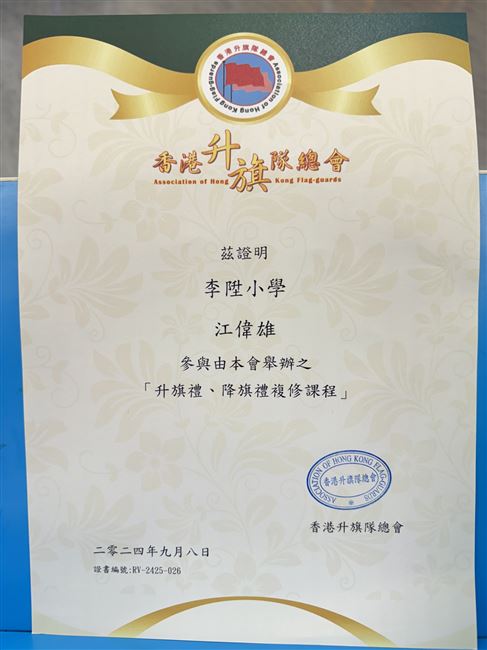 香港升旗隊總會
Association of Hong Kong Flag-guards
香港升旗隊總會
Association of Hong Kong Flag-guards
茲證明
李陞小學
江偉雄
參與由本會舉辦之
「升旗禮、降旗禮複修課程」
ASSOCIATION OF HONG KONG FLAG-GUARDS
香港升旗隊總會
香港升旗隊總會
二零二四年九月八日
證書編號:RV-2425-026